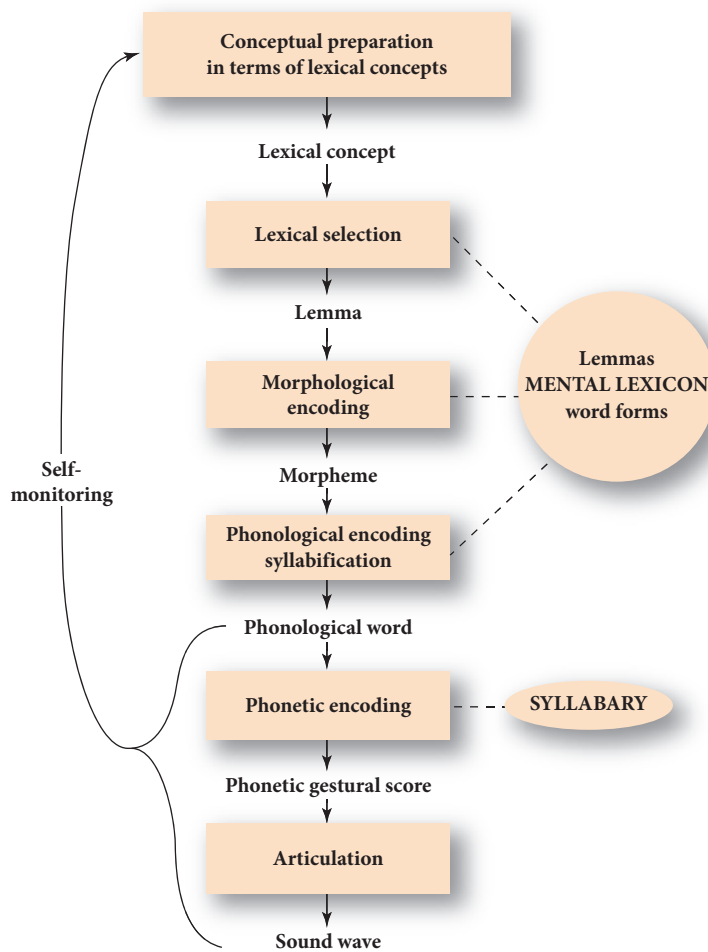 Conceptual preparation
in terms of lexical concepts
Lexical concept
Lexical selection
Lemma
Lemmas
MENTAL LEXICON
word forms
Morphological
encoding
Self-
monitoring
Morpheme
Phonological encoding
syllabification
Phonological word
Phonetic encoding
SYLLABARY
Phonetic gestural score
Articulation
Sound wave